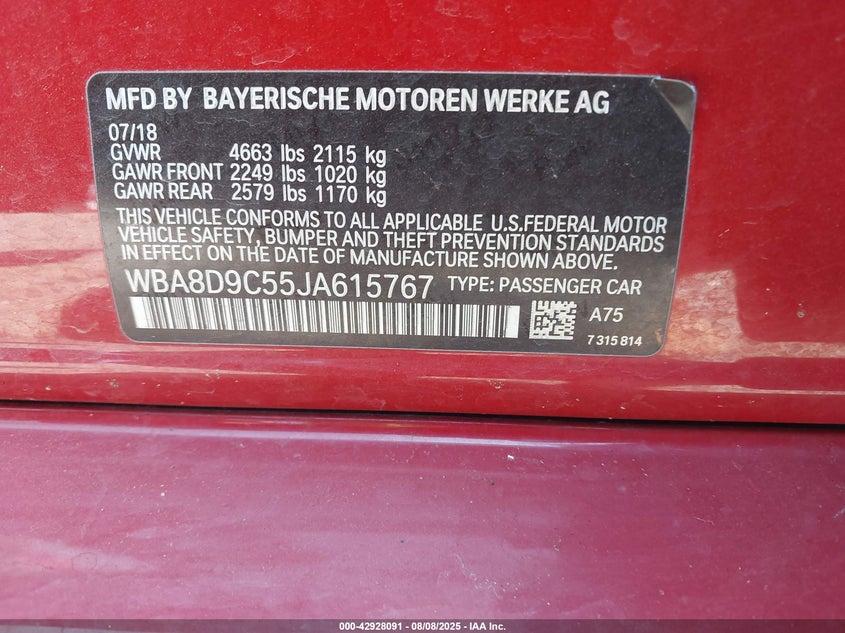 MFD BY BAYERISCHE MOTOREN WERKE AG
07/18
GVWR 4663 lbs 2115 kg
GAWR FRONT 2249 lbs 1020 kg
GAWR REAR 2579 lbs 1170 kg
THIS VEHICLE CONFORMS TO ALL APPLICABLE U.S.FEDERAL MOTOR
VEHICLE SAFETY, BUMPER AND THEFT PREVENTION STANDARDS
IN EFFECT ON THE DATE OF MANUFACTURE SHOWN ABOVE.
WBA8D9C55JA615767 TYPE: PASSENGER CAR
A75
7 315 814
000-42928091 - 08/08/2025 - IAA Inc.